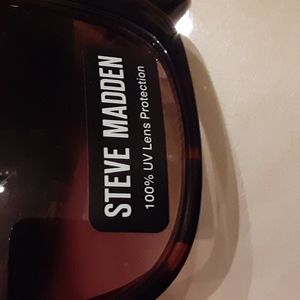 STEVE MADDEN
100% UV Lens Protection